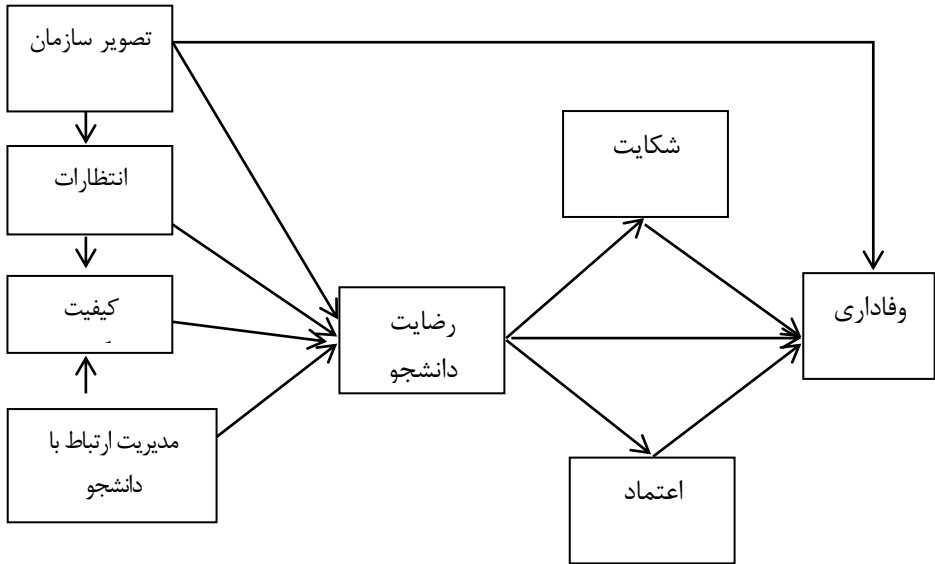 تصویر سازمان
انتظارات
کیفیت
مدیریت ارتباط با
دانشجو
رضایت
دانشجو
شکایت
اعتماد
وفاداری